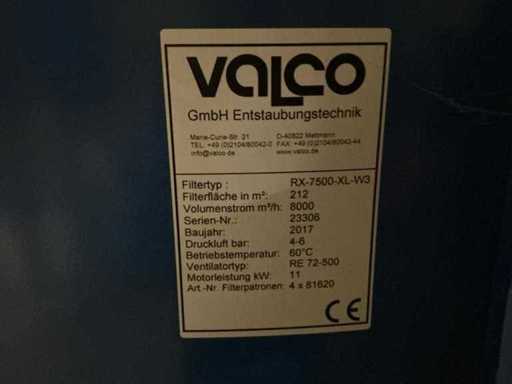 VALCO
GmbH Entstaubungstechnik
Marie-Curie-Str. 21 D-40822 Mettmann
TEL: +49 (0)2104/80042-0 FAX: +49 (0)2104/80042-44
info@valco.de www.valco.de
Filtertyp : RX-7500-XL-W3
Filterfläche in m²: 212
Volumenstrom m³/h: 8000
Serien-Nr.: 23306
Baujahr: 2017
Druckluft bar: 4-6
Betriebstemperatur: 60°C
Ventilatortyp: RE 72-500
Motorleistung kW: 11
Art.-Nr. Filterpatronen: 4 x 81620
CE